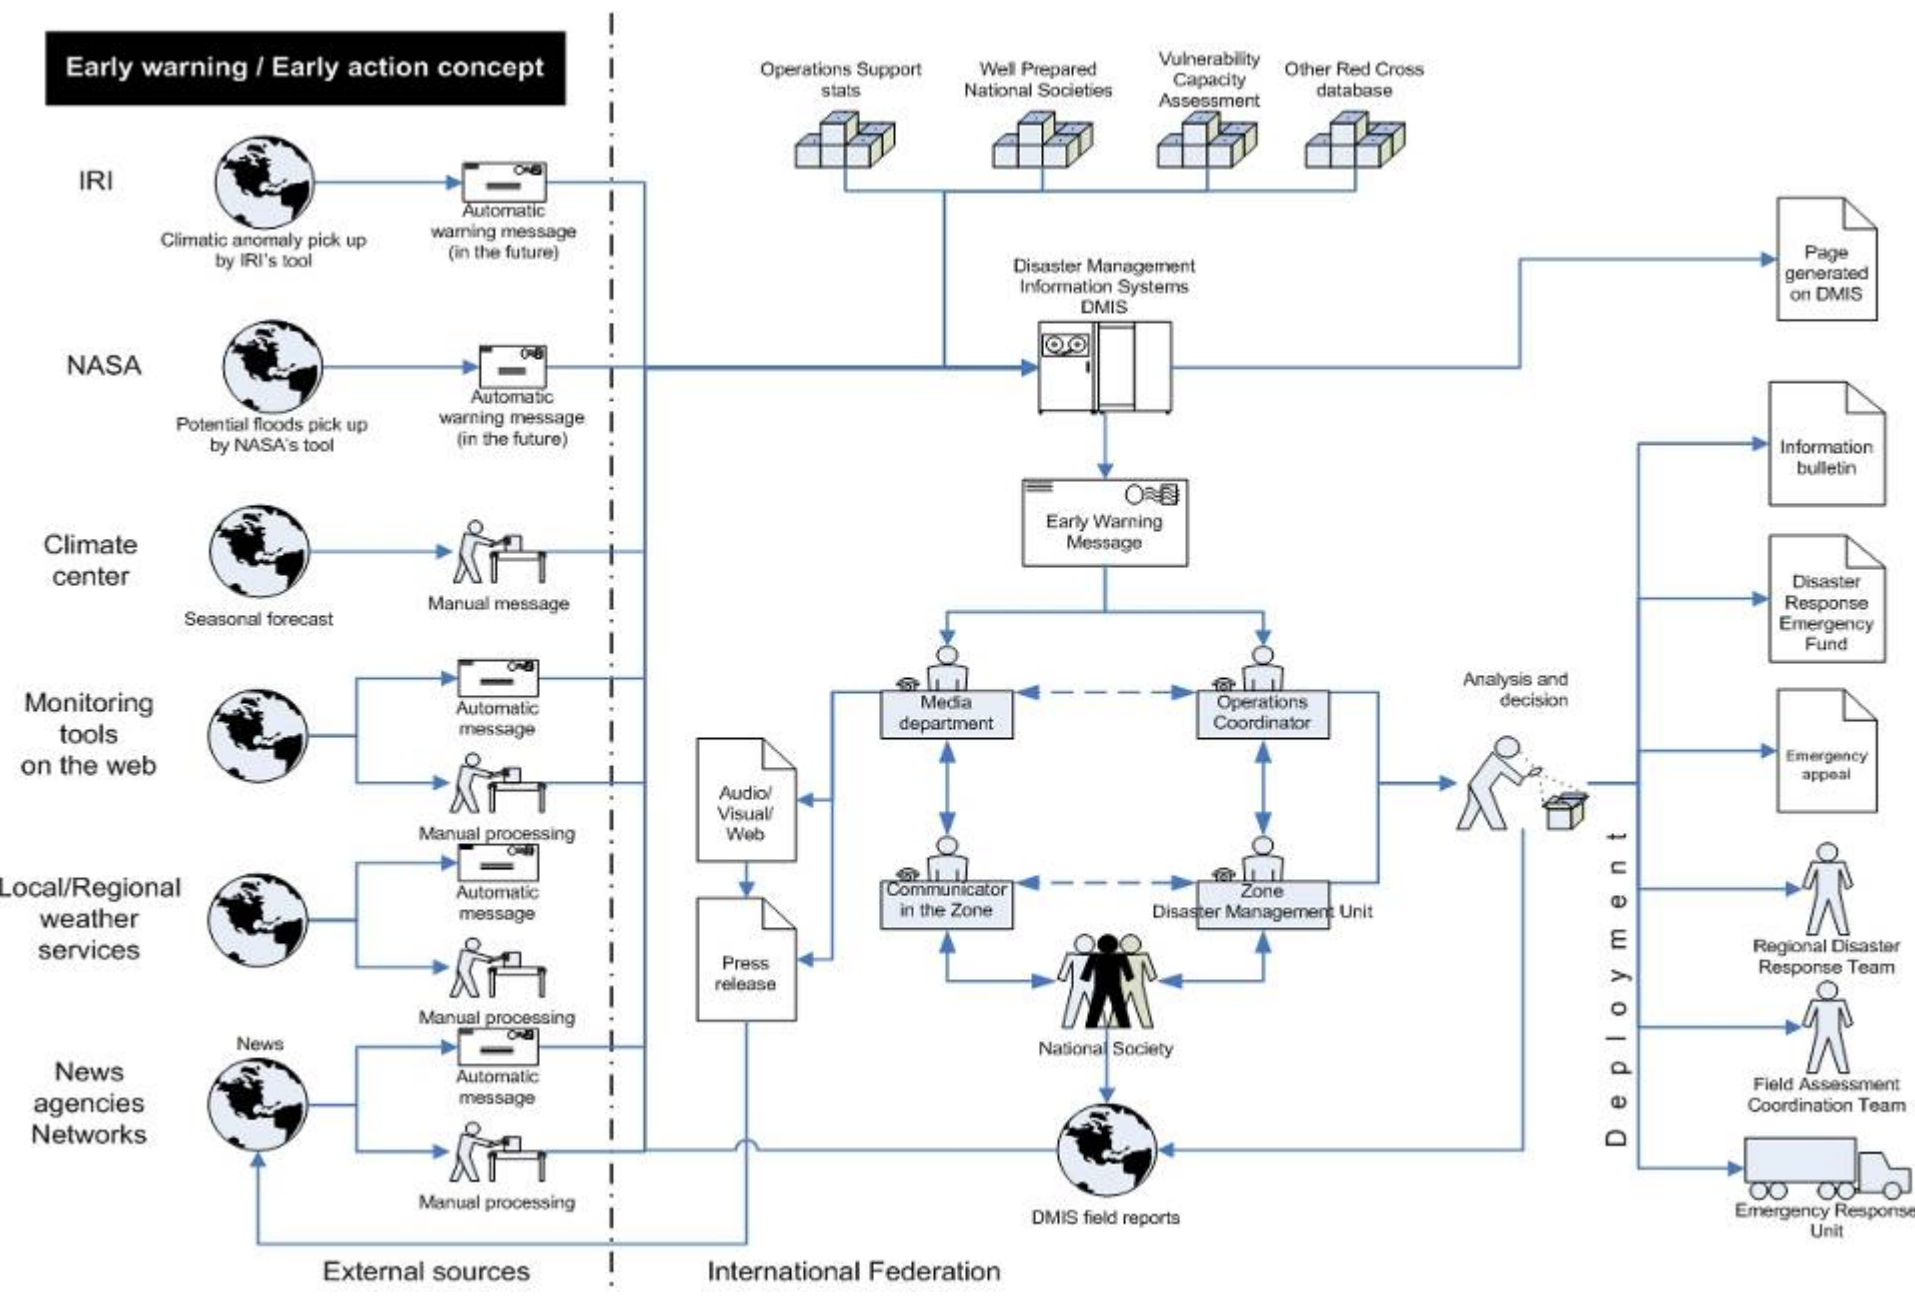 Early warning / Early action concept
IRI
Climatic anomaly pick up
by IRI's tool
Automatic
warning message
(in the future)
NASA
Potential floods pick up
by NASA's tool
Automatic
warning message
(in the future)
Climate
center
Seasonal forecast
Manual message
Monitoring
tools
on the web
Automatic
message
Manual processing
Local/Regional
weather
services
Automatic
message
Manual processing
News
agencies
Networks
News
Automatic
message
Manual processing
External sources
International Federation
Operations Support
stats
Well Prepared
National Societies
Vulnerability
Capacity
Assessment
Other Red Cross
database
Disaster Management
Information Systems
DMIS
Early Warning
Message
Media
department
Operations
Coordinator
Communicator
in the Zone
Zone
Disaster Management Unit
Audio/
Visual/
Web
Press
release
National Society
DMIS field reports
Analysis and
decision
Deployment
Page
generated
on DMIS
Information
bulletin
Disaster
Response
Emergency
Fund
Emergency
appeal
Regional Disaster
Response Team
Field Assessment
Coordination Team
Emergency Response
Unit